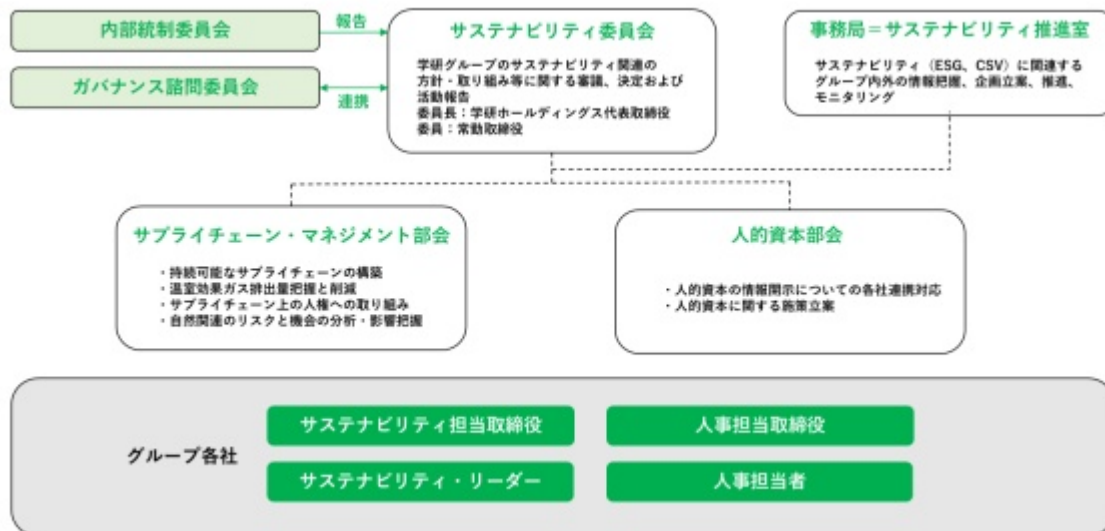 内部統制委員会
報告
ガバナンス諮問委員会
連携
サステナビリティ委員会
学研グループのサステナビリティ関連の
方針・取り組み等に関する審議、決定および
活動報告
委員長：学研ホールディングス代表取締役
委員：常勤取締役
事務局＝サステナビリティ推進室
サステナビリティ（ESG、CSV）に関連する
グループ内外の情報把握、企画立案、推進、
モニタリング
サプライチェーン・マネジメント部会
・持続可能なサプライチェーンの構築
・温室効果ガス排出量把握と削減
・サプライチェーン上の人権への取り組み
・自然関連のリスクと機会の分析・影響把握
人的資本部会
・人的資本の情報開示についての各社連携対応
・人的資本に関する施策立案
グループ各社
サステナビリティ担当取締役
人事担当取締役
サステナビリティ・リーダー
人事担当者